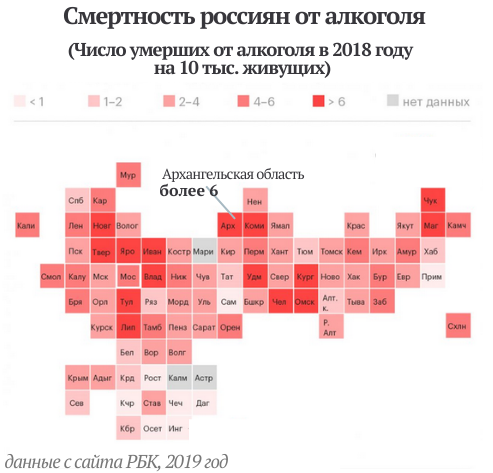 Смертность россиян от алкоголя
(Число умерших от алкоголя в 2018 году
на 10 тыс. живущих)
< 1 1–2 2–4 4–6 > 6 нет данных
Мур
Архангельская область
более 6
Спб Кар Нен Чук
Кали Лен Новг Волог Арх Коми Ямал Крас Якут Маг Камч
Пск Твер Яро Иван Костр Мари Кир Перм Хант Тюм Томск Кем Ирк Амур Хаб
Смол Калу Мск Мос Влад Ниж Чув Тат Удм Свер Кург Ново Хак Бур Евр Прим
Бря Орл Тул Ряз Морд Уль Сам Бшкр Чел Омск Алт. к. Тыва Заб
Курск Лип Тамб Пенз Сарат Орен Р. Алт Схлн
Бел Вор Волг
Крым Адыг Крд Рост Калм Астр
Сев Кчр Став Чеч Даг
Кбр Осет Инг
данные с сайта РБК, 2019 год